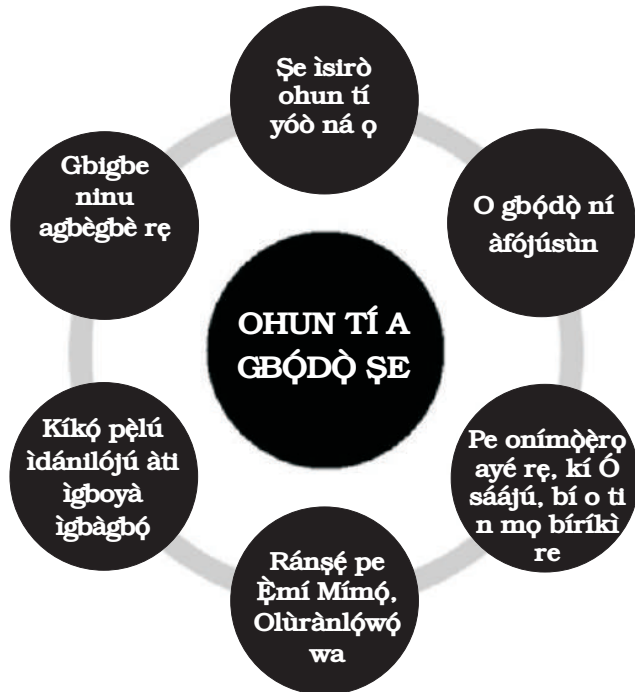 Ṣe ìsirò
ohun tí
yóò ná ọ
O gbọ́dọ̀ ní
àfójúsùn
Pe onímọ̀ẹ̀rọ
ayé rẹ, kí Ó
sáájú, bí o ti
n mọ bíríkì
re
Ránṣẹ́ pe
Ẹ̀mí Mímọ́,
Olùrànlọ́wọ́
wa
Kíkọ́ pẹ̀lú
ìdánilójú àti
ìgboyà
ìgbàgbọ́
Gbigbe
ninu
agbègbè rẹ
OHUN TÍ A
GBỌ́DỌ̀ ṢE